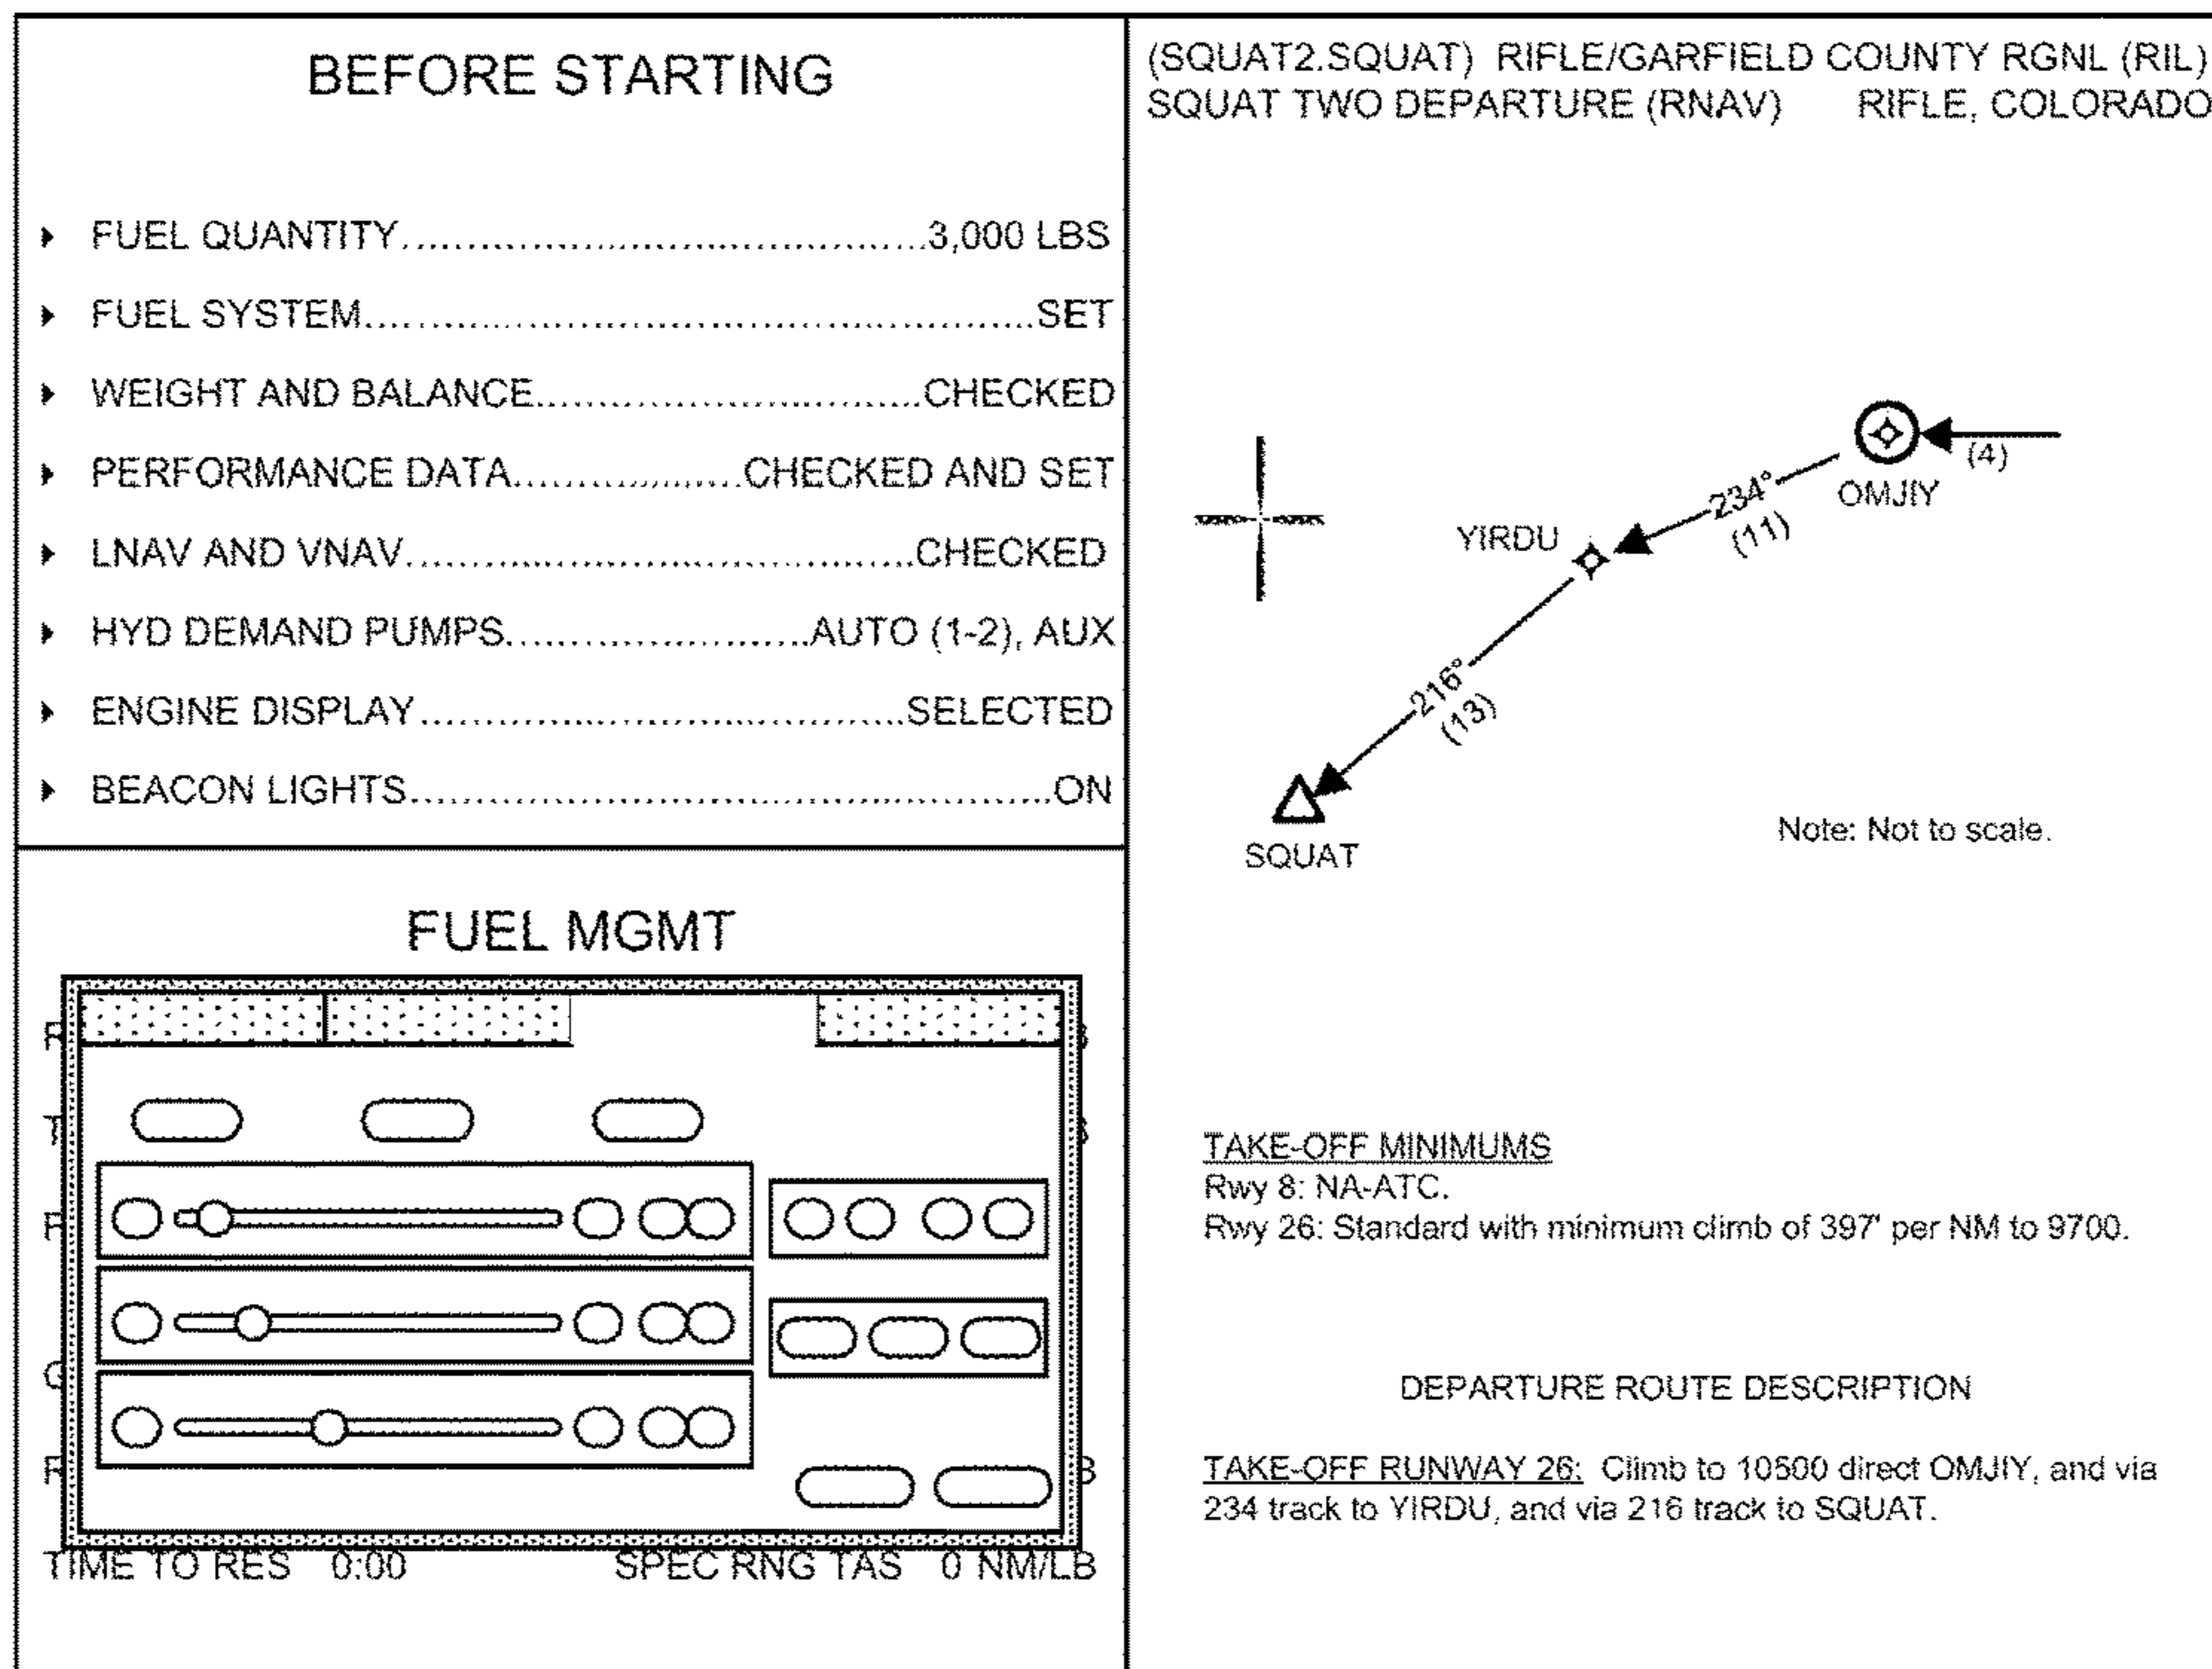 BEFORE STARTING
FUEL QUANTITY..........................................3,000 LBS
FUEL SYSTEM......................................................SET
WEIGHT AND BALANCE...............................CHECKED
PERFORMANCE DATA...................CHECKED AND SET
LNAV AND VNAV.........................................CHECKED
HYD DEMAND PUMPS........................AUTO (1-2), AUX
ENGINE DISPLAY.......................................SELECTED
BEACON LIGHTS....................................................ON
FUEL MGMT
TIME TO RES 0:00 SPEC RNG TAS 0 NM/LB
(SQUAT2.SQUAT) RIFLE/GARFIELD COUNTY RGNL (RIL)
SQUAT TWO DEPARTURE (RNAV) RIFLE, COLORADO
(4)
OMJIY
234°
(11)
YIRDU
216°
(13)
SQUAT
Note: Not to scale.
TAKE-OFF MINIMUMS
Rwy 8: NA-ATC.
Rwy 26: Standard with minimum climb of 397' per NM to 9700.
DEPARTURE ROUTE DESCRIPTION
TAKE-OFF RUNWAY 26: Climb to 10500 direct OMJIY, and via
234 track to YIRDU, and via 216 track to SQUAT.